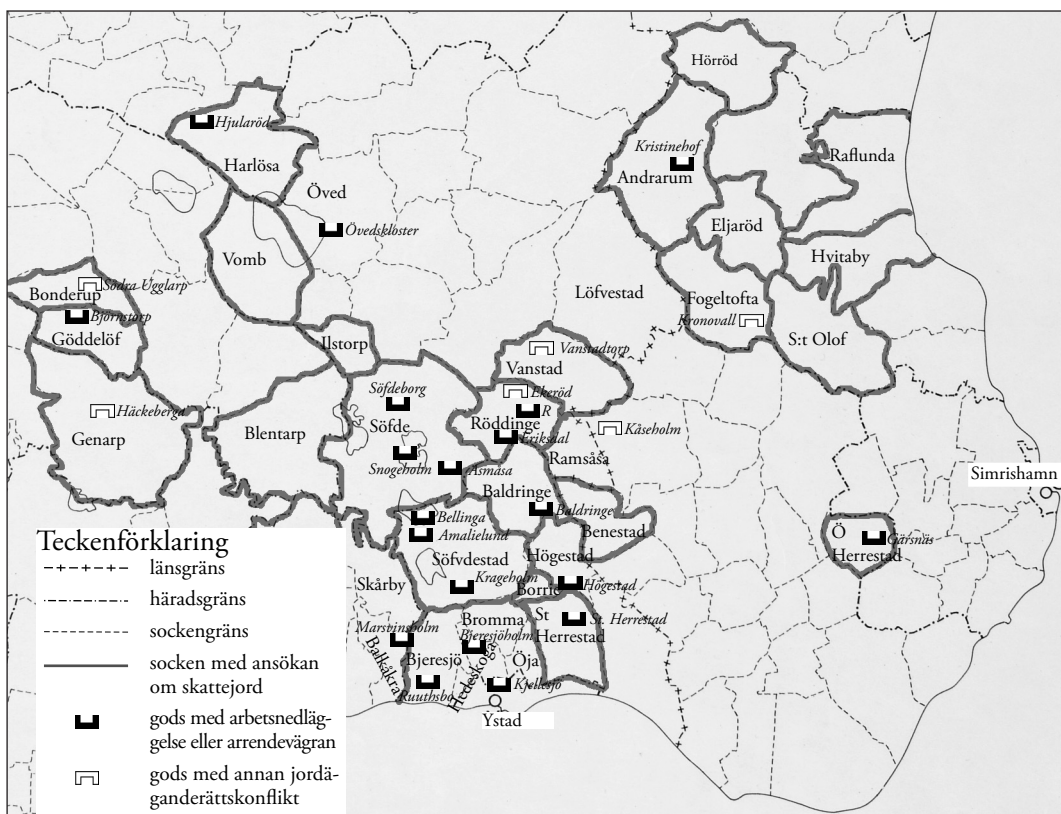 Hörröd
Hjularöd
Kristinehof
Raflunda
Harlösa
Andrarum
Öved
Övedskloster
Eljaröd
Vomb
Hvitaby
Södra Ugglarp
Bonderup
Löfvestad
Fogeltofta
Björnstorp
Kronovall
Göddelöf
Ilstorp
S:t Olof
Vanstadtorp
Vanstad
Söfdeborg
Ekeröd
Häckeberga
R
Söfde
Röddinge
Kåseholm
Genarp
Blentarp
Eriksdal
Snogeholm
Asmasa
Ramsåsa
Simrishamn
Baldringe
Bellinga
Baldringe
Amalielund
Benestad
Ö
Herrestad
Gärsnäs
Söfvdestad
Högestad
Skårby
Krageholm
Borrie
Högestad
Bromma
St
Herrestad
St. Herrestad
Marsvinsholm
Bjeresjöholm
Balkåkra
Bjeresjö
Hedeskoga
Öja
Ruuthsbo
Kjellesjö
Ystad
Teckenförklaring
länsgräns
häradsgräns
sockengräns
socken med ansökan
om skattejord
gods med arbetsnedläg-
gelse eller arrendevägran
gods med annan jordä-
ganderättskonflikt